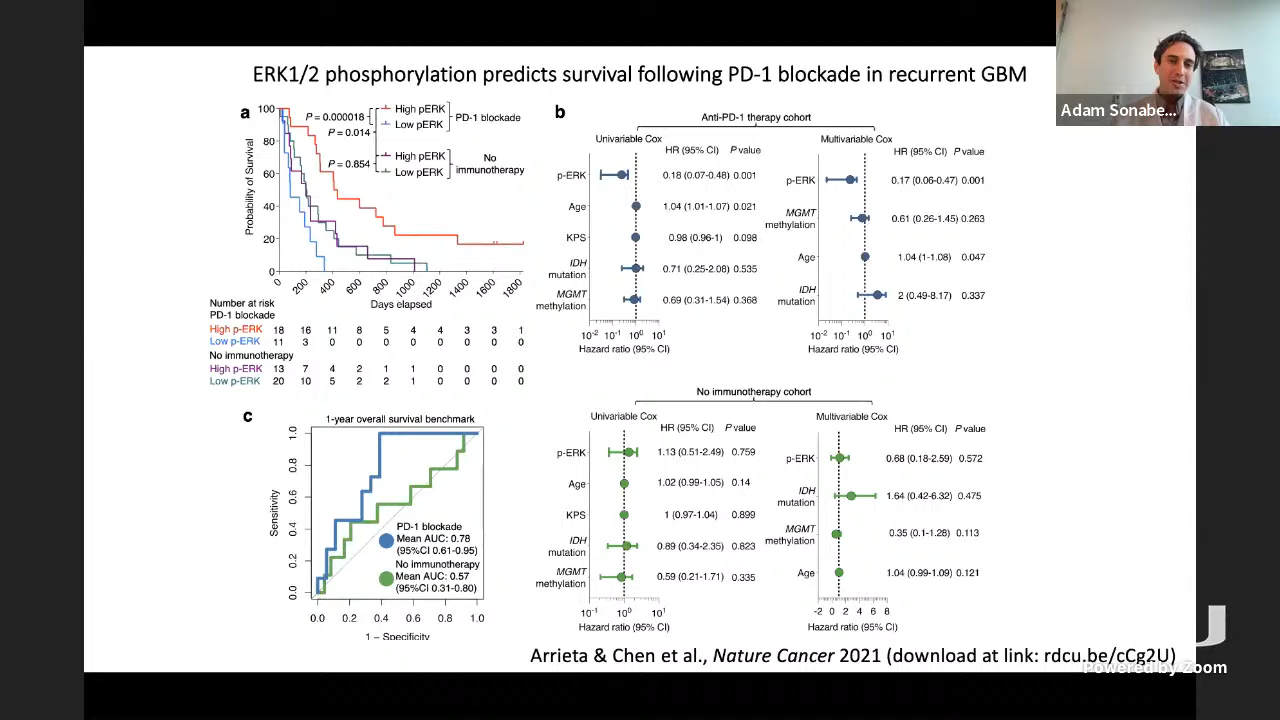 ERK1/2 phosphorylation predicts survival following PD-1 blockade in recurrent GBM
Adam Sonabe...
a
100
80
60
40
20
0
Probability of Survival
P = 0.000018
P = 0.014
P = 0.854
High pERK
Low pERK
PD-1 blockade
High pERK
Low pERK
No
immunotherapy
0 200 400 600 800 1000 1200 1400 1600 1800
Days elapsed
Number at risk
PD-1 blockade
High p-ERK 18 16 11 8 5 4 4 3 3 1
Low p-ERK 11 3 0 0 0 0 0 0 0 0
No immunotherapy
High p-ERK 13 7 4 2 1 1 0 0 0 0
Low p-ERK 20 10 5 2 2 1 0 0 0 0
b
Anti-PD-1 therapy cohort
Univariable Cox
HR (95% CI) P value
p-ERK 0.18 (0.07-0.48) 0.001
Age 1.04 (1.01-1.07) 0.021
KPS 0.98 (0.96-1) 0.098
IDH
mutation 0.71 (0.25-2.08) 0.535
MGMT
methylation 0.69 (0.31-1.54) 0.368
10-2 10-1 100 101
Hazard ratio (95% CI)
Multivariable Cox
HR (95% CI) P value
p-ERK 0.17 (0.06-0.47) 0.001
MGMT
methylation 0.61 (0.26-1.45) 0.263
Age 1.04 (1-1.08) 0.047
IDH
mutation 2 (0.49-8.17) 0.337
10-2 10-1 100 101
Hazard ratio (95% CI)
No immunotherapy cohort
Univariable Cox
HR (95% CI) P value
p-ERK 1.13 (0.51-2.49) 0.759
Age 1.02 (0.99-1.05) 0.14
KPS 1 (0.97-1.04) 0.899
IDH
mutation 0.89 (0.34-2.35) 0.823
MGMT
methylation 0.59 (0.21-1.71) 0.335
10-1 100 101
Hazard ratio (95% CI)
Multivariable Cox
HR (95% CI) P value
p-ERK 0.68 (0.18-2.59) 0.572
IDH
mutation 1.64 (0.42-6.32) 0.475
MGMT
methylation 0.35 (0.1-1.28) 0.113
Age 1.04 (0.99-1.09) 0.121
-2 0 2 4 6 8
Hazard ratio (95% CI)
c
1-year overall survival benchmark
1.0
0.8
0.6
0.4
0.2
0.0
Sensitivity
PD-1 blockade
Mean AUC: 0.78
(95%CI 0.61-0.95)
No immunotherapy
Mean AUC: 0.57
(95%CI 0.31-0.80)
0.0 0.2 0.4 0.6 0.8 1.0
1 – Specificity
Arrieta & Chen et al., Nature Cancer 2021 (download at link: rdcu.be/cCg2U)
Powered by Zoom